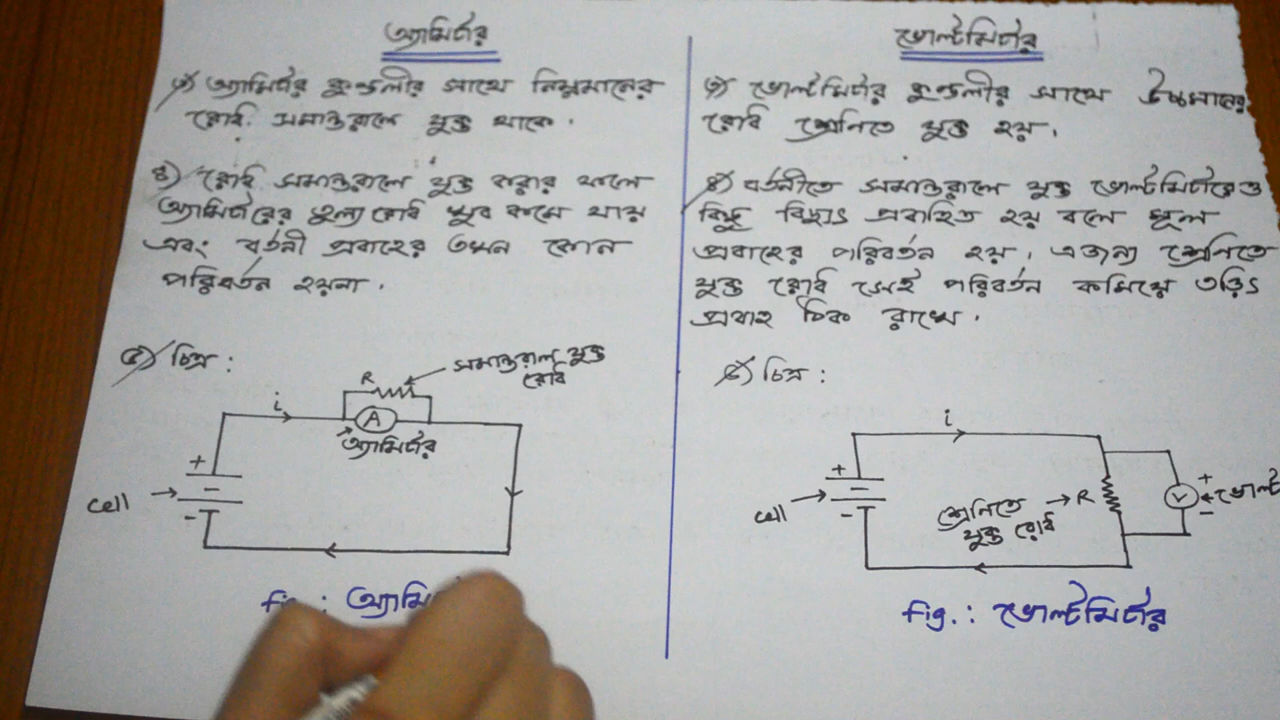 অ্যামিটার
৩) অ্যামিটার কুন্ডলীর সাথে নিম্নমানের
রোধ সমান্তরালে যুক্ত থাকে।
৪) রোধ সমান্তরালে যুক্ত করার ফলে
অ্যামিটারের তুল্য রোধ খুব কমে যায়
এবং বর্তনী প্রবাহের তখন কোন
পরিবর্তন হয়না।
৫) চিত্র:
R
সমান্তরাল যুক্ত
রোধ
i
A
অ্যামিটার
+
cell
-
-
fig.: অ্যামি
ভোল্টমিটার
৩) ভোল্টমিটার কুন্ডলীর সাথে উচ্চমানের
রোধ শ্রেনিতে যুক্ত হয়।
৪) বর্তনীতে সমান্তরালে যুক্ত ভোল্টমিটারেও
কিছু বিদ্যুৎ প্রবাহিত হয় বলে মূল
প্রবাহের পরিবর্তন হয়। এজন্য শ্রেনিতে
যুক্ত রোধ সেই পরিবর্তন কমিয়ে তড়িৎ
প্রবাহ ঠিক রাখে।
৫) চিত্র:
i
+
cell
-
-
শ্রেনিতে
যুক্ত রোধ
R
V
+
ভোল্ট
-
Fig.: ভোল্টমিটার